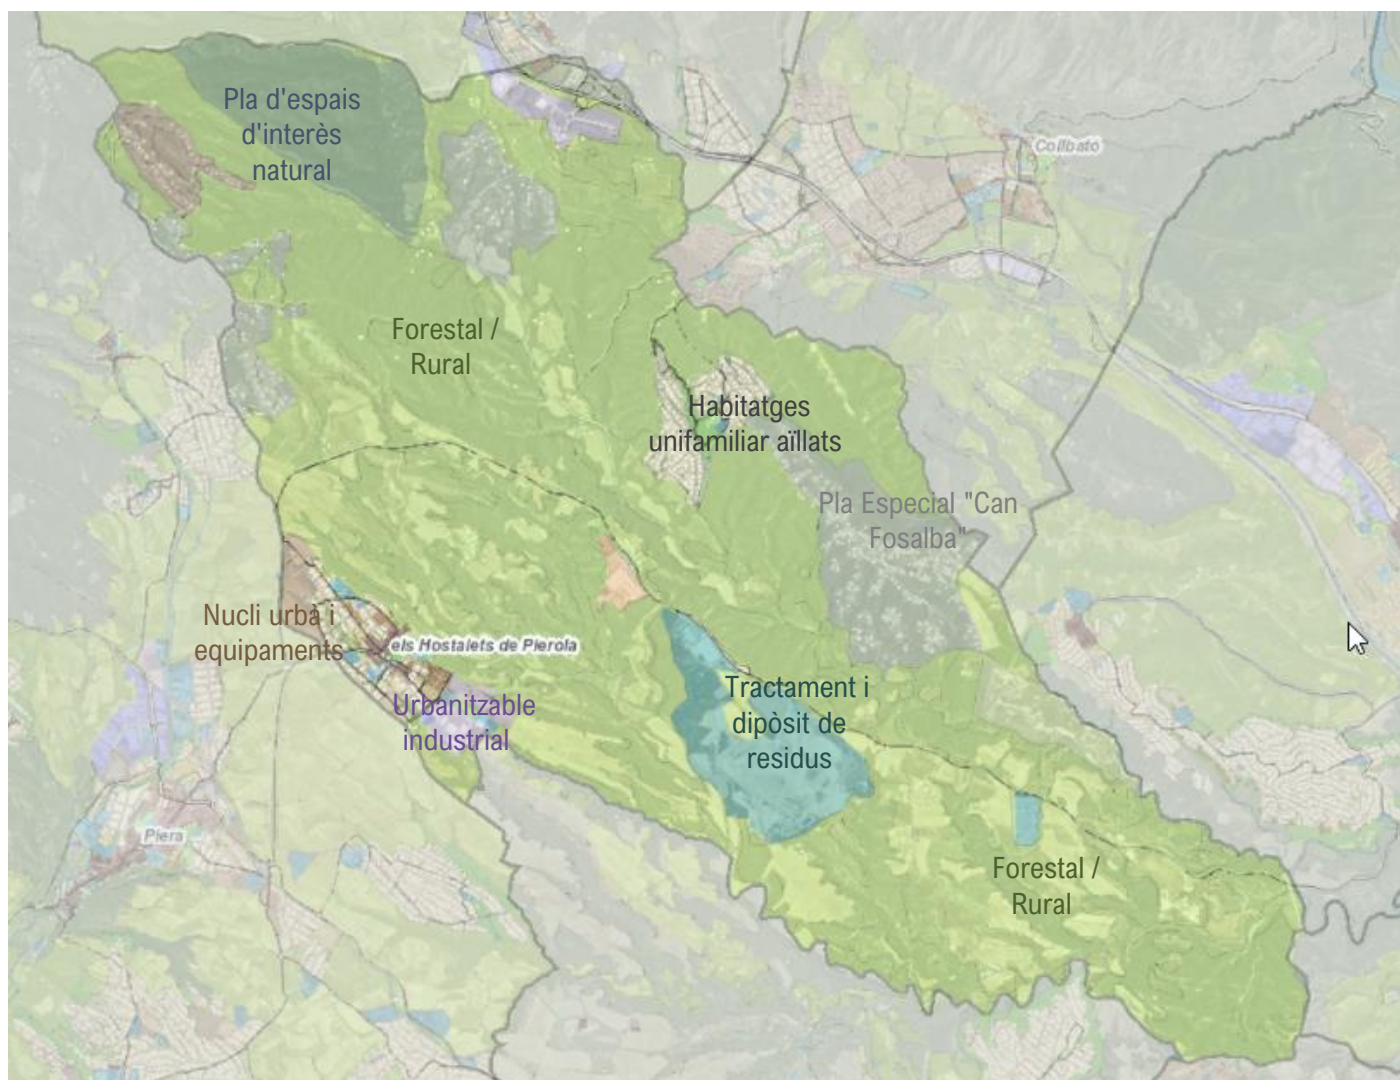 Pla d'espais
d'interès
natural
Collbató
Forestal /
Rural
Habitatges
unifamiliar aïllats
Pla Especial "Can
Fosalba"
Nucli urbà i
equipaments
els Hostalets de Pierola
Urbanitzable
industrial
Tractament i
dipòsit de
residus
Piera
Forestal /
Rural